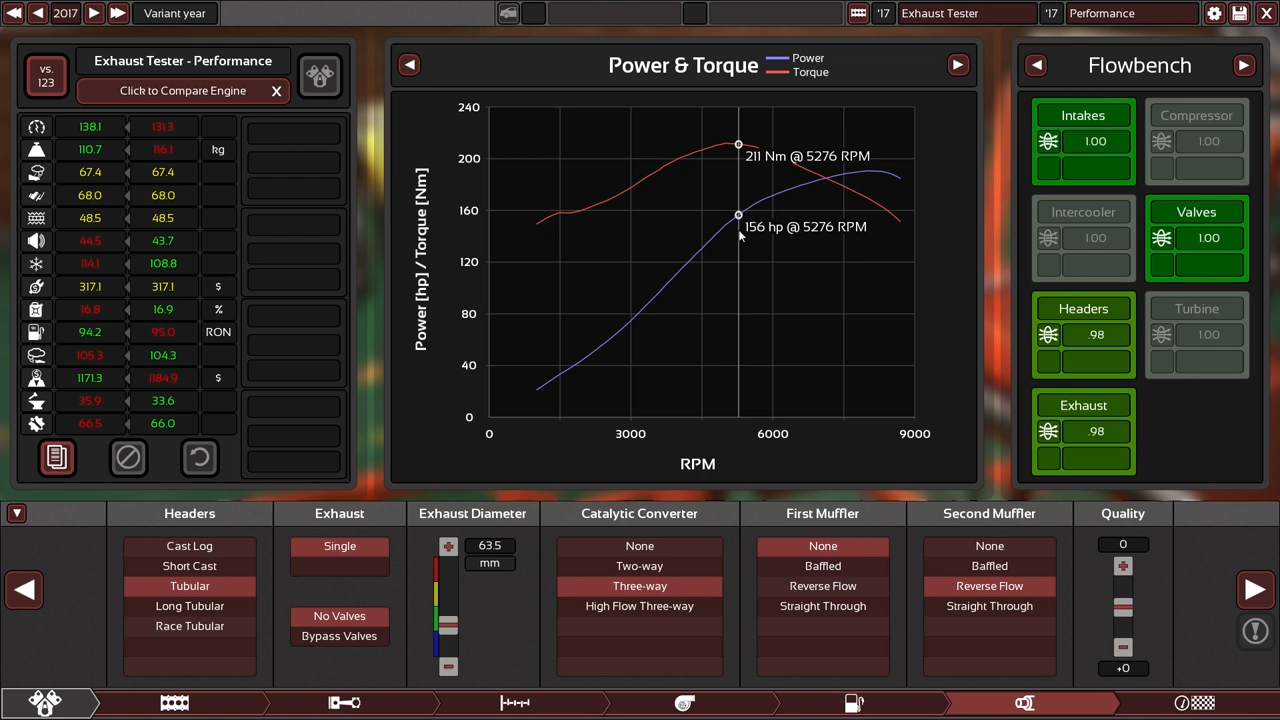 2017
Variant year
'17
Exhaust Tester
'17
Performance
X
vs.
123
Exhaust Tester - Performance
Click to Compare Engine X
138.1 131.3
110.7 116.1 kg
67.4 67.4
68.0 68.0
48.5 48.5
44.5 43.7
114.1 108.8
317.1 317.1 $
16.8 16.9 %
94.2 95.0 RON
105.3 104.3
1171.3 1184.9 $
35.9 33.6
66.5 66.0
Power & Torque
Power
Torque
Power [hp] / Torque [Nm]
240
200
160
120
80
40
0
211 Nm @ 5276 RPM
156 hp @ 5276 RPM
0 3000 6000 9000
RPM
Flowbench
Intakes
1.00
Compressor
1.00
Intercooler
1.00
Valves
1.00
Headers
.98
Turbine
1.00
Exhaust
.98
Headers
Cast Log
Short Cast
Tubular
Long Tubular
Race Tubular
Exhaust
Single
No Valves
Bypass Valves
Exhaust Diameter
63.5
mm
Catalytic Converter
None
Two-way
Three-way
High Flow Three-way
First Muffler
None
Baffled
Reverse Flow
Straight Through
Second Muffler
None
Baffled
Reverse Flow
Straight Through
Quality
0
+0